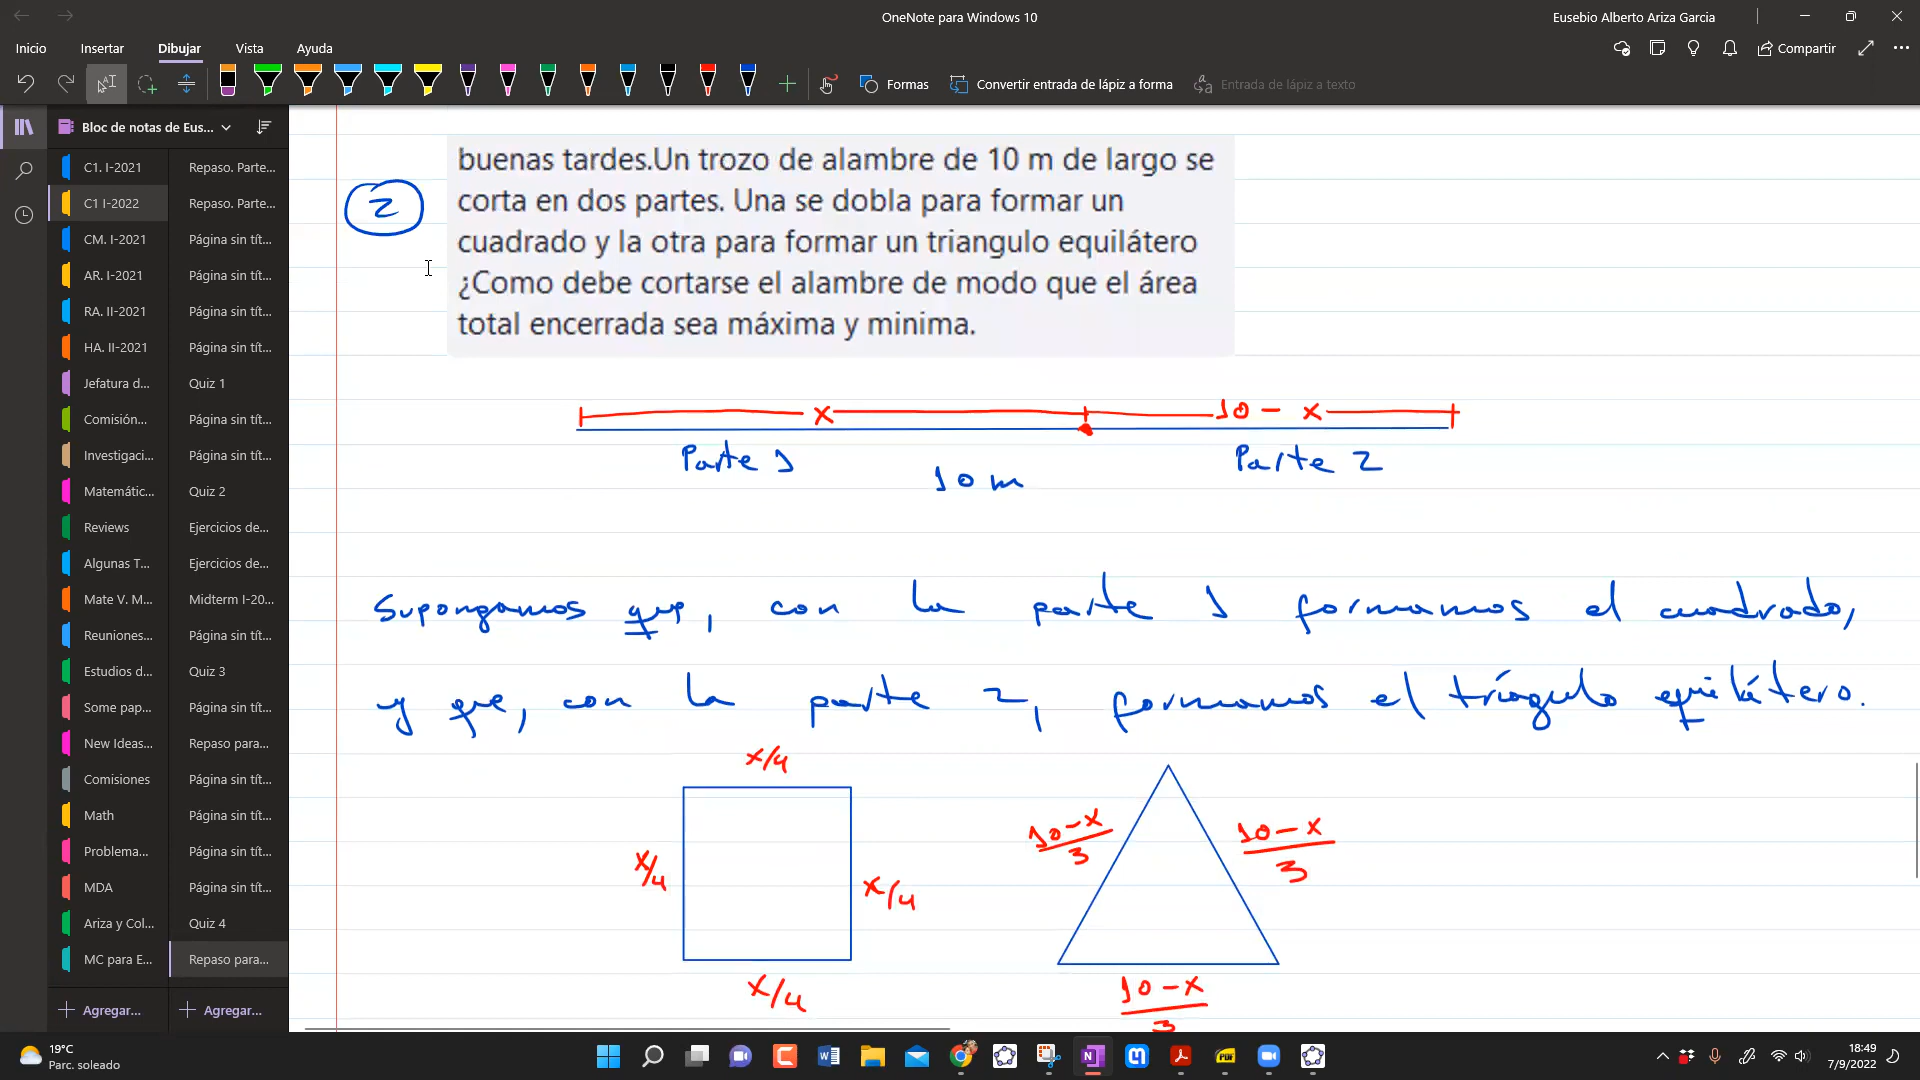 OneNote para Windows 10
Eusebio Alberto Ariza Garcia
Inicio Insertar Dibujar Vista Ayuda
Compartir
Formas Convertir entrada de lápiz a forma Entrada de lápiz a texto
Bloc de notas de Eus...
C1. I-2021 Repaso. Parte...
C1 I-2022 Repaso. Parte...
CM. I-2021 Página sin tít...
AR. I-2021 Página sin tít...
RA. II-2021 Página sin tít...
HA. II-2021 Página sin tít...
Jefatura d... Quiz 1
Comisión... Página sin tít...
Investigaci... Página sin tít...
Matemátic... Quiz 2
Reviews Ejercicios de...
Algunas T... Ejercicios de...
Mate V. M... Midterm I-20...
Reuniones... Página sin tít...
Estudios d... Quiz 3
Some pap... Página sin tít...
New Ideas... Repaso para...
Comisiones Página sin tít...
Math Página sin tít...
Problema... Página sin tít...
MDA Página sin tít...
Ariza y Col... Quiz 4
MC para E... Repaso para...
Agregar... Agregar...
2
buenas tardes.Un trozo de alambre de 10 m de largo se
corta en dos partes. Una se dobla para formar un
cuadrado y la otra para formar un triangulo equilátero
¿Como debe cortarse el alambre de modo que el área
total encerrada sea máxima y minima.
x 10 - x
Parte 1 Parte 2
10 m
Supongamos que, con la parte 1 formamos el cuadrado,
y que, con la parte 2, formamos el triángulo equilátero.
x/4
x/4 x/4
x/4
10-x
3
10-x
3
10-x
3
19°C
Parc. soleado
18:49
7/9/2022